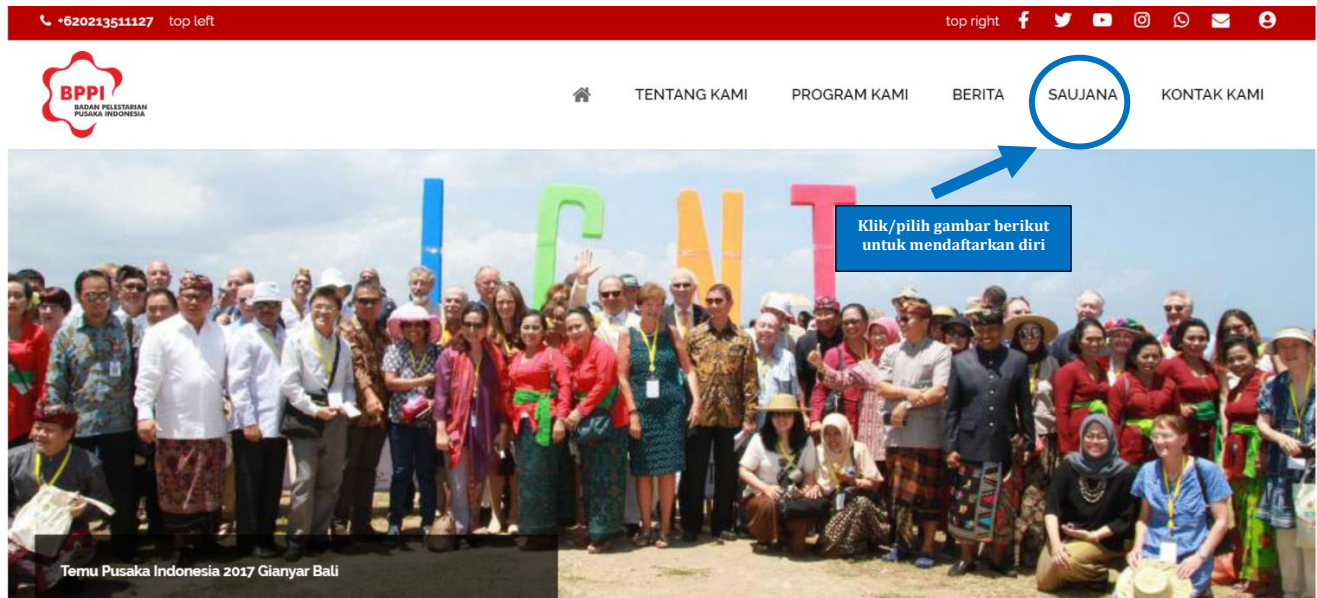 +620213511127 top left
top right
BPPI
BADAN PELESTARIAN
PUSAKA INDONESIA
TENTANG KAMI
PROGRAM KAMI
BERITA
SAUJANA
KONTAK KAMI
I G N T
Klik/pilih gambar berikut
untuk mendaftarkan diri
Temu Pusaka Indonesia 2017 Gianyar Bali